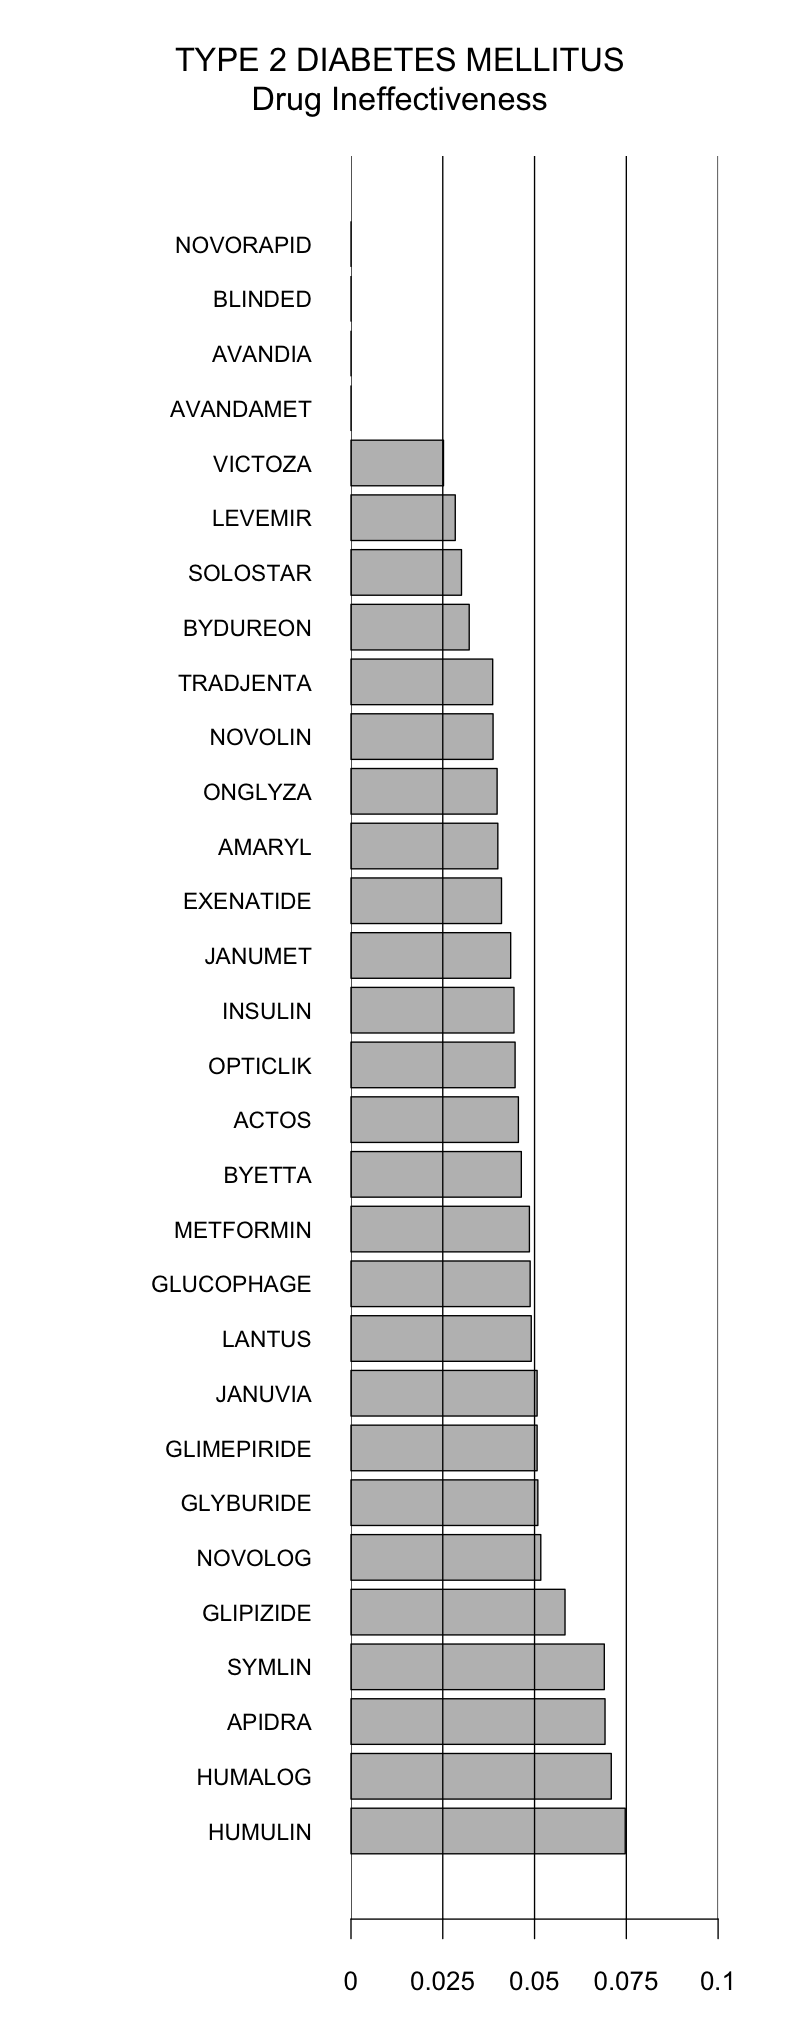 TYPE 2 DIABETES MELLITUS
Drug Ineffectiveness
NOVORAPID
BLINDED
AVANDIA
AVANDAMET
VICTOZA
LEVEMIR
SOLOSTAR
BYDUREON
TRADJENTA
NOVOLIN
ONGLYZA
AMARYL
EXENATIDE
JANUMET
INSULIN
OPTICLIK
ACTOS
BYETTA
METFORMIN
GLUCOPHAGE
LANTUS
JANUVIA
GLIMEPIRIDE
GLYBURIDE
NOVOLOG
GLIPIZIDE
SYMLIN
APIDRA
HUMALOG
HUMULIN
0 0.025 0.05 0.075 0.1